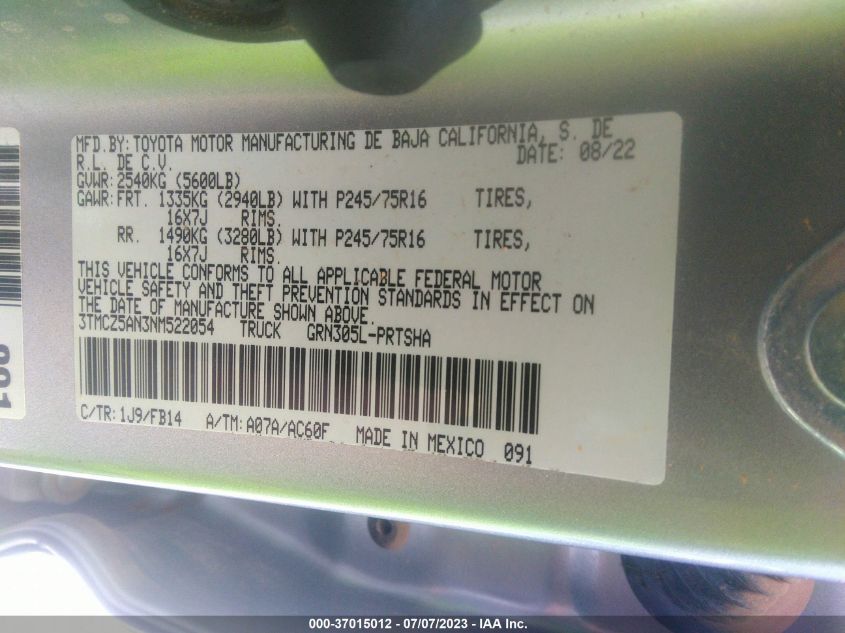 MFD.BY:TOYOTA MOTOR MANUFACTURING DE BAJA CALIFORNIA, S. DE
R.L. DE C.V. DATE: 08/22
GVWR:2540KG (5600LB)
GAWR:FRT. 1335KG (2940LB) WITH P245/75R16 TIRES,
16X7J RIMS.
RR. 1490KG (3280LB) WITH P245/75R16 TIRES,
16X7J RIMS.
THIS VEHICLE CONFORMS TO ALL APPLICABLE FEDERAL MOTOR
VEHICLE SAFETY AND THEFT PREVENTION STANDARDS IN EFFECT ON
THE DATE OF MANUFACTURE SHOWN ABOVE.
3TMCZ5AN3NM522054 TRUCK GRN305L-PRTSHA
C/TR:1J9/FB14 A/TM:A07A/AC60F MADE IN MEXICO 091
000-37015012 - 07/07/2023 - IAA Inc.